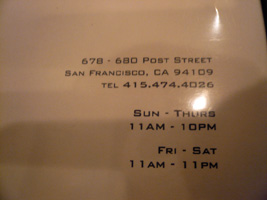 678 - 680 Post Street
San Francisco, CA 94109
tel 415.474.4026
Sun - Thurs
11am - 10pm
Fri - Sat
11am - 11pm